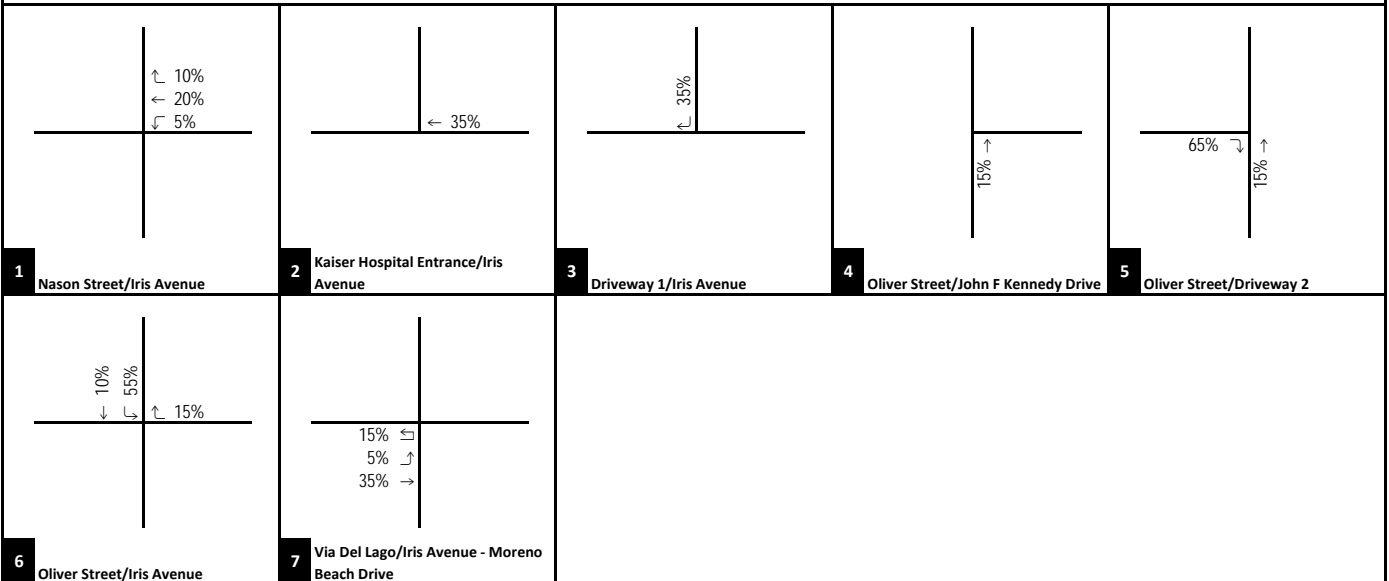 ↰ 10%
← 20%
↙ 5%
1 Nason Street/Iris Avenue
← 35%
2 Kaiser Hospital Entrance/Iris
Avenue
35%
3 Driveway 1/Iris Avenue
15% →
4 Oliver Street/John F Kennedy Drive
65%
15% →
5 Oliver Street/Driveway 2
10%
55%
15%
6 Oliver Street/Iris Avenue
15%
5%
35% →
7 Via Del Lago/Iris Avenue - Moreno
Beach Drive